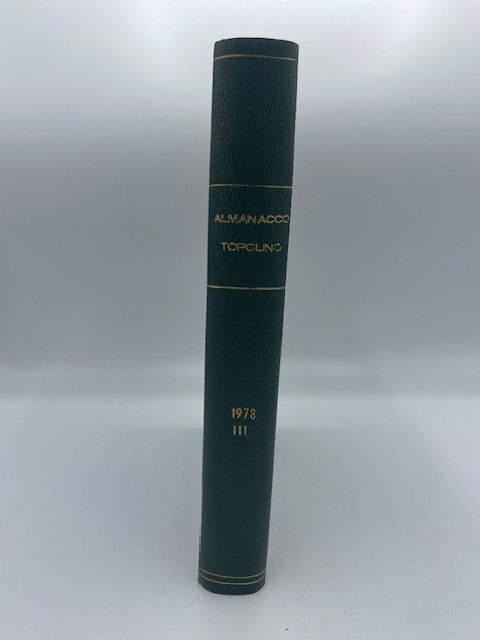 ALMANACCO
TOPOLINO
1978
III